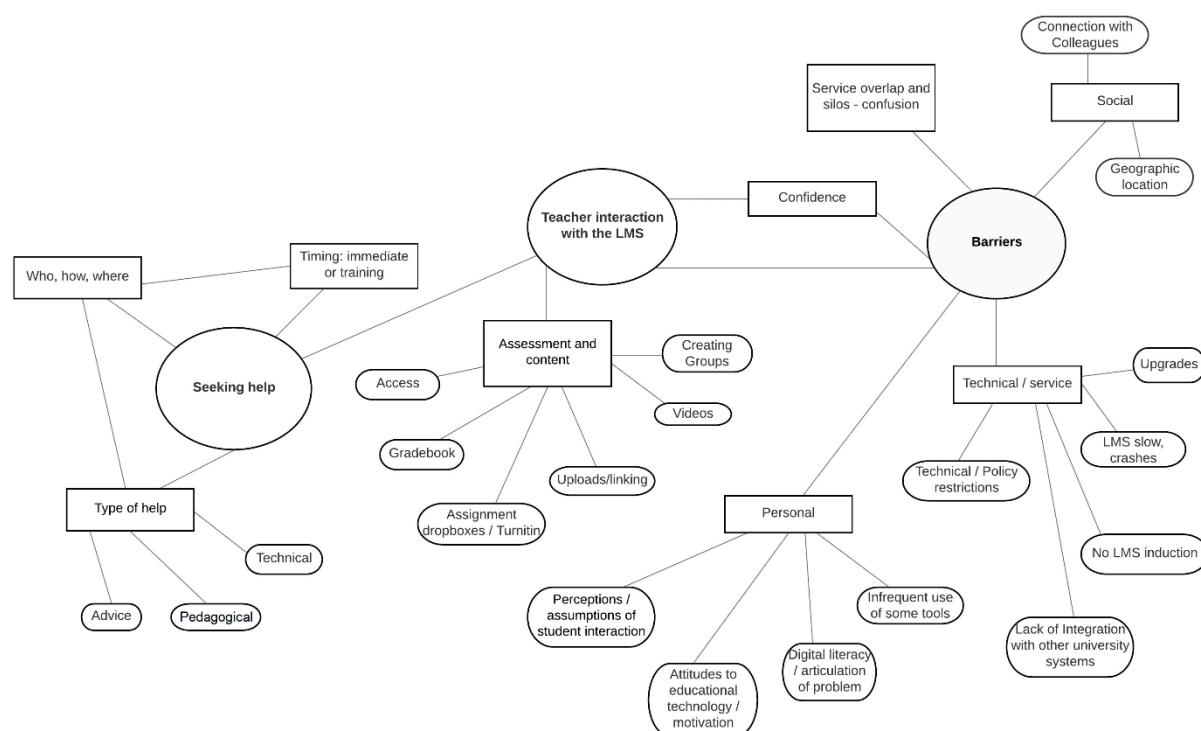 Connection with
Colleagues
Service overlap and
silos - confusion
Social
Geographic
location
Confidence
Teacher interaction
with the LMS
Barriers
Who, how, where
Timing: immediate
or training
Seeking help
Assessment and
content
Creating
Groups
Access
Videos
Gradebook
Uploads/linking
Assignment
dropboxes / Turnitin
Technical / service
Upgrades
LMS slow,
crashes
Technical / Policy
restrictions
No LMS induction
Lack of Integration
with other university
systems
Type of help
Technical
Advice
Pedagogical
Personal
Perceptions /
assumptions of
student interaction
Attitudes to
educational
technology /
motivation
Digital literacy
/ articulation
of problem
Infrequent use
of some tools